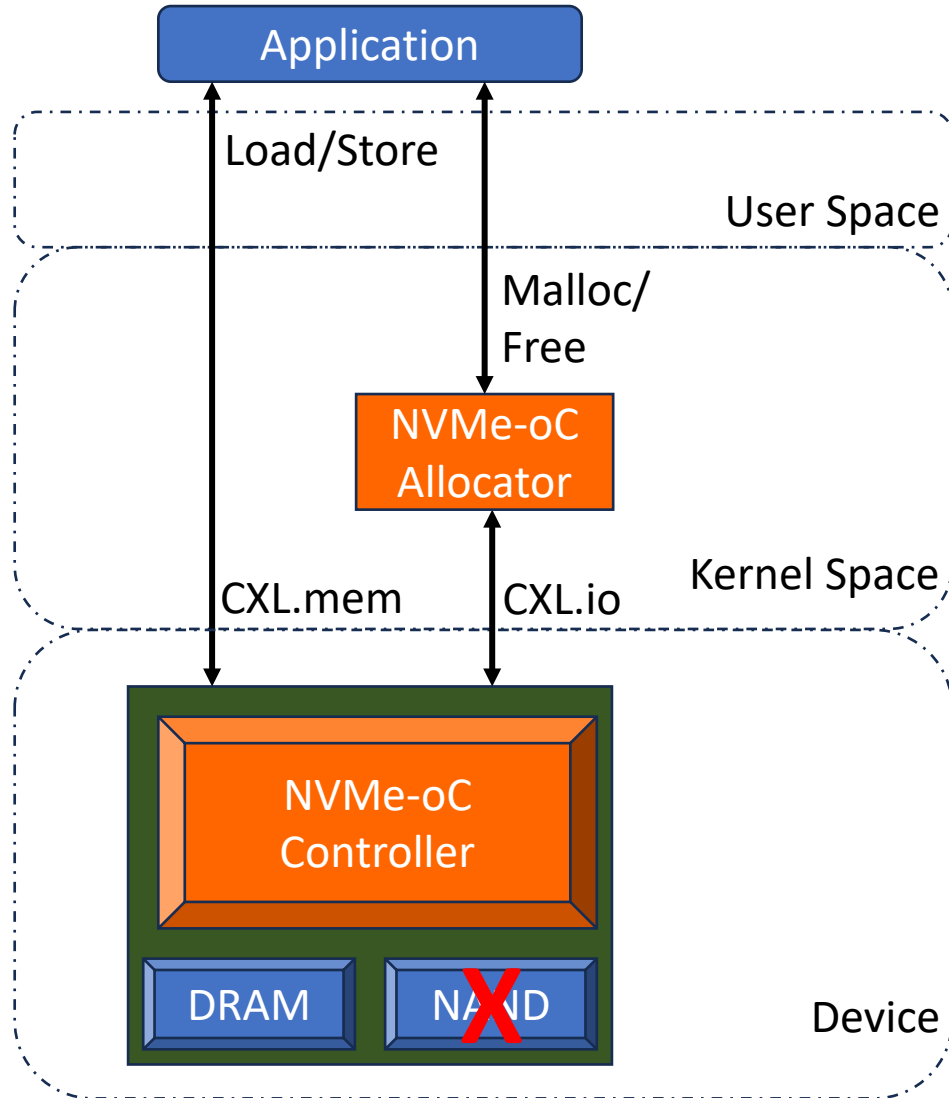 Application
Load/Store
User Space
Malloc/
Free
NVMe-oC
Allocator
Kernel Space
CXL.mem
CXL.io
NVMe-oC
Controller
DRAM
NAND
X
Device